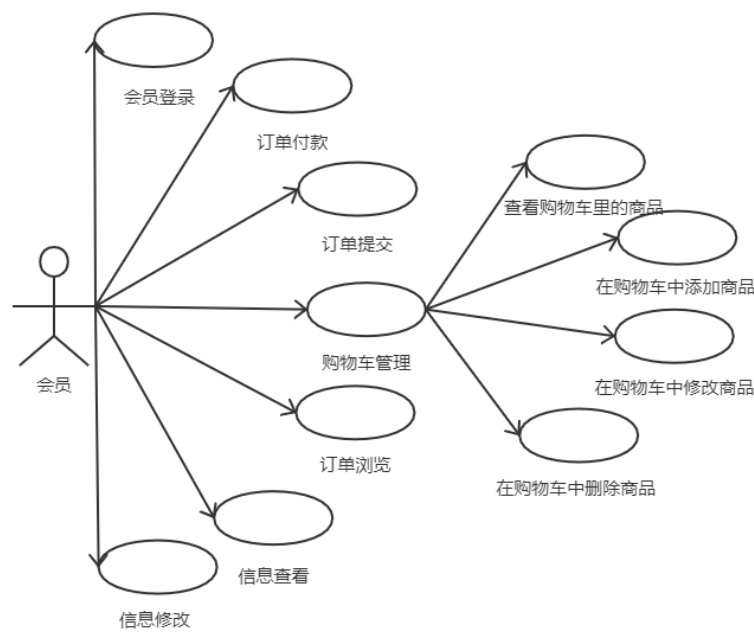 会员登录
订单付款
查看购物车里的商品
订单提交
在购物车中添加商品
购物车管理
会员
在购物车中修改商品
订单浏览
在购物车中删除商品
信息查看
信息修改